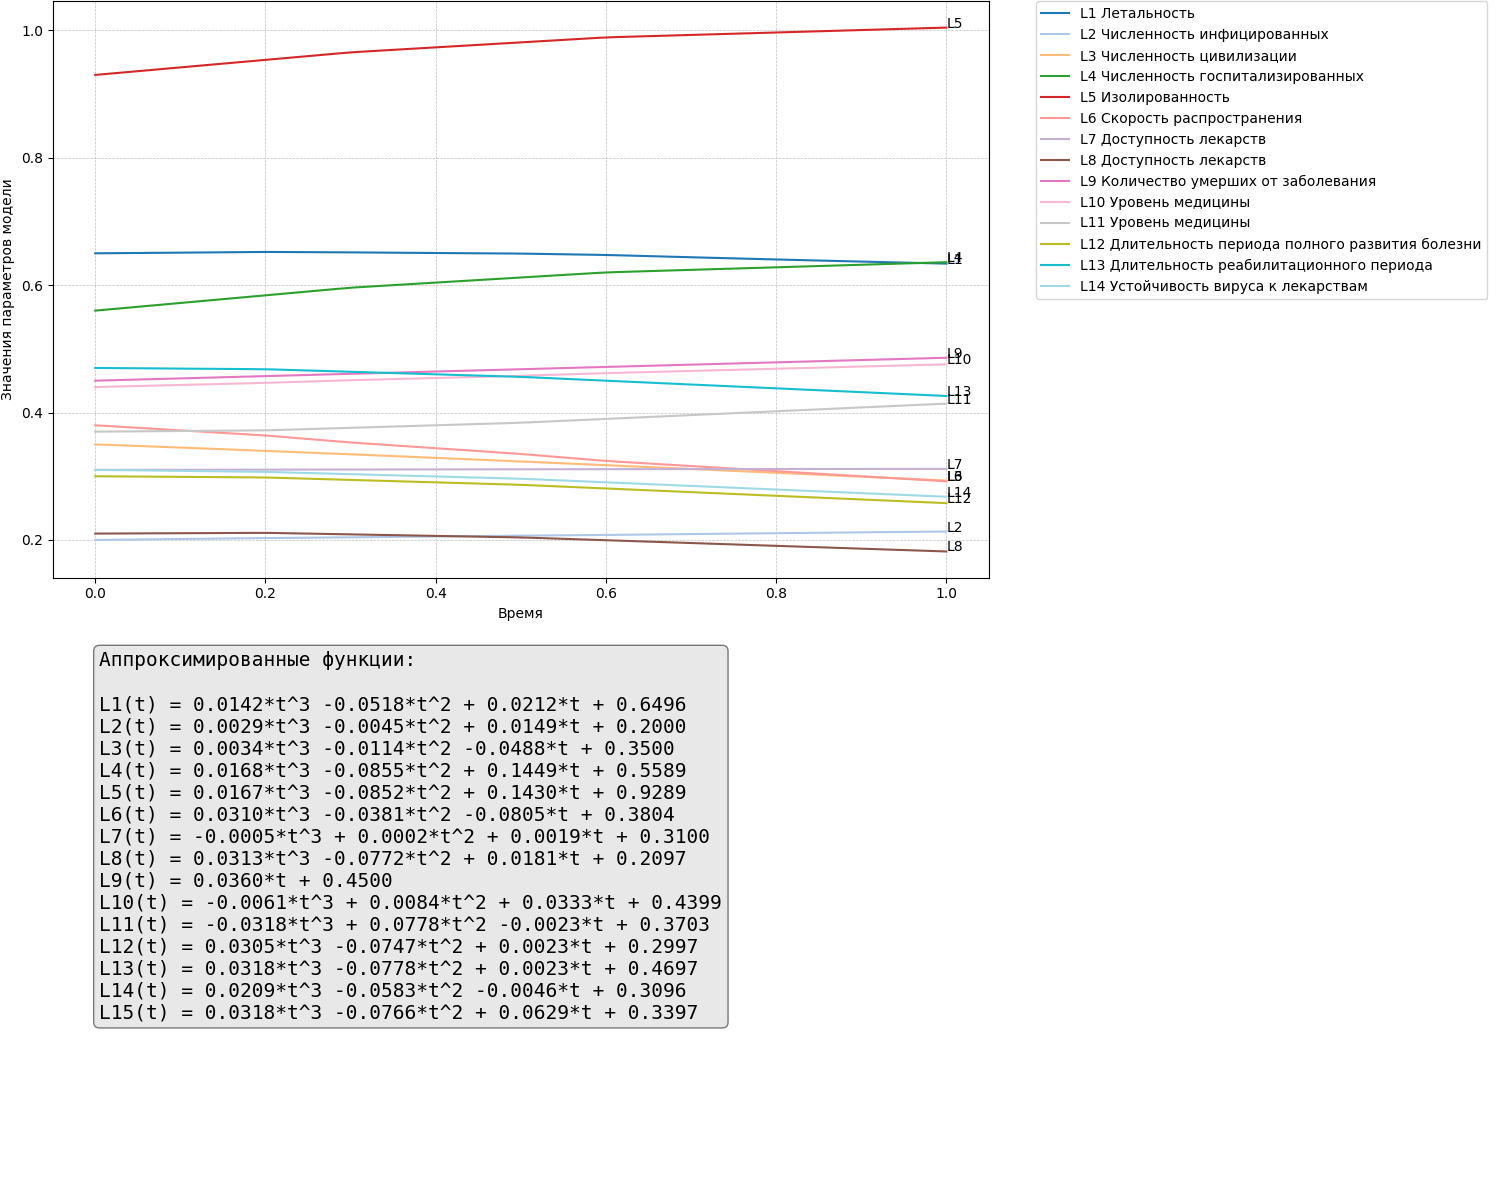 1.0
0.8
0.6
0.4
0.2
Значения параметров модели
0.0 0.2 0.4 0.6 0.8 1.0
Время
L5
L4
L1
L9
L10
L13
L11
L7
L6
L3
L14
L12
L2
L8
L1 Летальность
L2 Численность инфицированных
L3 Численность цивилизации
L4 Численность госпитализированных
L5 Изолированность
L6 Скорость распространения
L7 Доступность лекарств
L8 Доступность лекарств
L9 Количество умерших от заболевания
L10 Уровень медицины
L11 Уровень медицины
L12 Длительность периода полного развития болезни
L13 Длительность реабилитационного периода
L14 Устойчивость вируса к лекарствам
Аппроксимированные функции:
L1(t) = 0.0142*t^3 -0.0518*t^2 + 0.0212*t + 0.6496
L2(t) = 0.0029*t^3 -0.0045*t^2 + 0.0149*t + 0.2000
L3(t) = 0.0034*t^3 -0.0114*t^2 -0.0488*t + 0.3500
L4(t) = 0.0168*t^3 -0.0855*t^2 + 0.1449*t + 0.5589
L5(t) = 0.0167*t^3 -0.0852*t^2 + 0.1430*t + 0.9289
L6(t) = 0.0310*t^3 -0.0381*t^2 -0.0805*t + 0.3804
L7(t) = -0.0005*t^3 + 0.0002*t^2 + 0.0019*t + 0.3100
L8(t) = 0.0313*t^3 -0.0772*t^2 + 0.0181*t + 0.2097
L9(t) = 0.0360*t + 0.4500
L10(t) = -0.0061*t^3 + 0.0084*t^2 + 0.0333*t + 0.4399
L11(t) = -0.0318*t^3 + 0.0778*t^2 -0.0023*t + 0.3703
L12(t) = 0.0305*t^3 -0.0747*t^2 + 0.0023*t + 0.2997
L13(t) = 0.0318*t^3 -0.0778*t^2 + 0.0023*t + 0.4697
L14(t) = 0.0209*t^3 -0.0583*t^2 -0.0046*t + 0.3096
L15(t) = 0.0318*t^3 -0.0766*t^2 + 0.0629*t + 0.3397